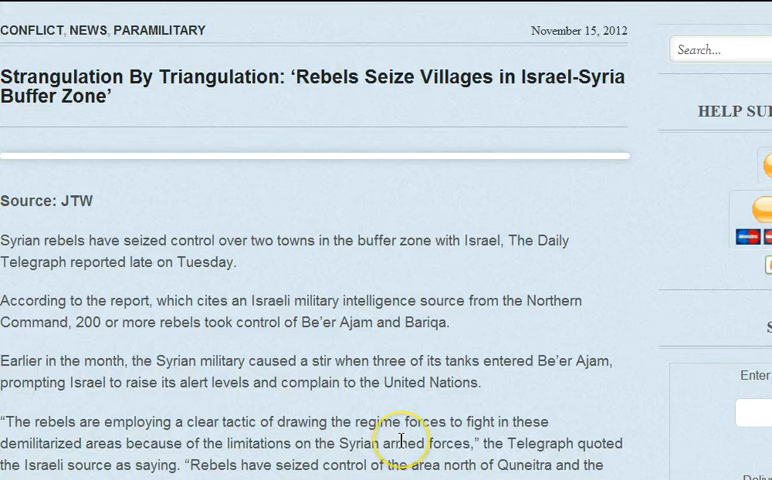 CONFLICT, NEWS, PARAMILITARY
November 15, 2012
Search...
Strangulation By Triangulation: ‘Rebels Seize Villages in Israel-Syria
Buffer Zone’
HELP SU
Source: JTW
Syrian rebels have seized control over two towns in the buffer zone with Israel, The Daily
Telegraph reported late on Tuesday.
According to the report, which cites an Israeli military intelligence source from the Northern
Command, 200 or more rebels took control of Be’er Ajam and Bariqa.
Earlier in the month, the Syrian military caused a stir when three of its tanks entered Be’er Ajam,
prompting Israel to raise its alert levels and complain to the United Nations.
Enter
“The rebels are employing a clear tactic of drawing the regime forces to fight in these
demilitarized areas because of the limitations on the Syrian armed forces,” the Telegraph quoted
the Israeli source as saying. “Rebels have seized control of the area north of Quneitra and the